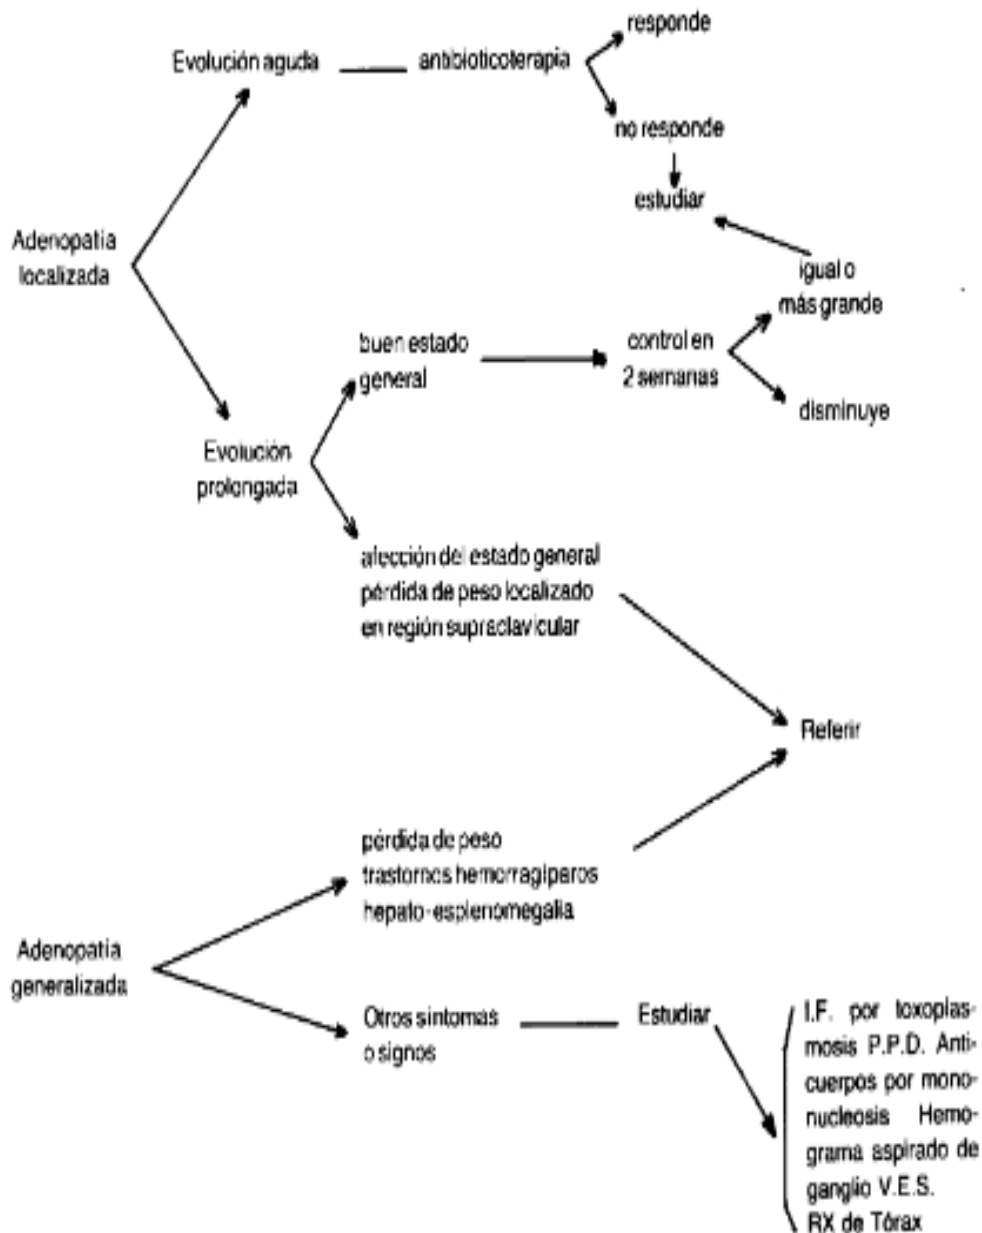 responde
Evolución aguda
antibioticoterapia
no responde
estudiar
Adenopatía
localizada
igual o
más grande
buen estado
general
control en
2 semanas
disminuye
Evolución
prolongada
afección del estado general
pérdida de peso localizado
en región supraclavicular
Referir
pérdida de peso
trastornos hemorragíparos
hepato-esplenomegalia
Adenopatía
generalizada
Otros síntomas
o signos
Estudiar
I.F. por toxoplas-
mosis P.P.D. Anti-
cuerpos por mono-
nucleosis Hemo-
grama aspirado de
ganglio V.E.S.
RX de Tórax